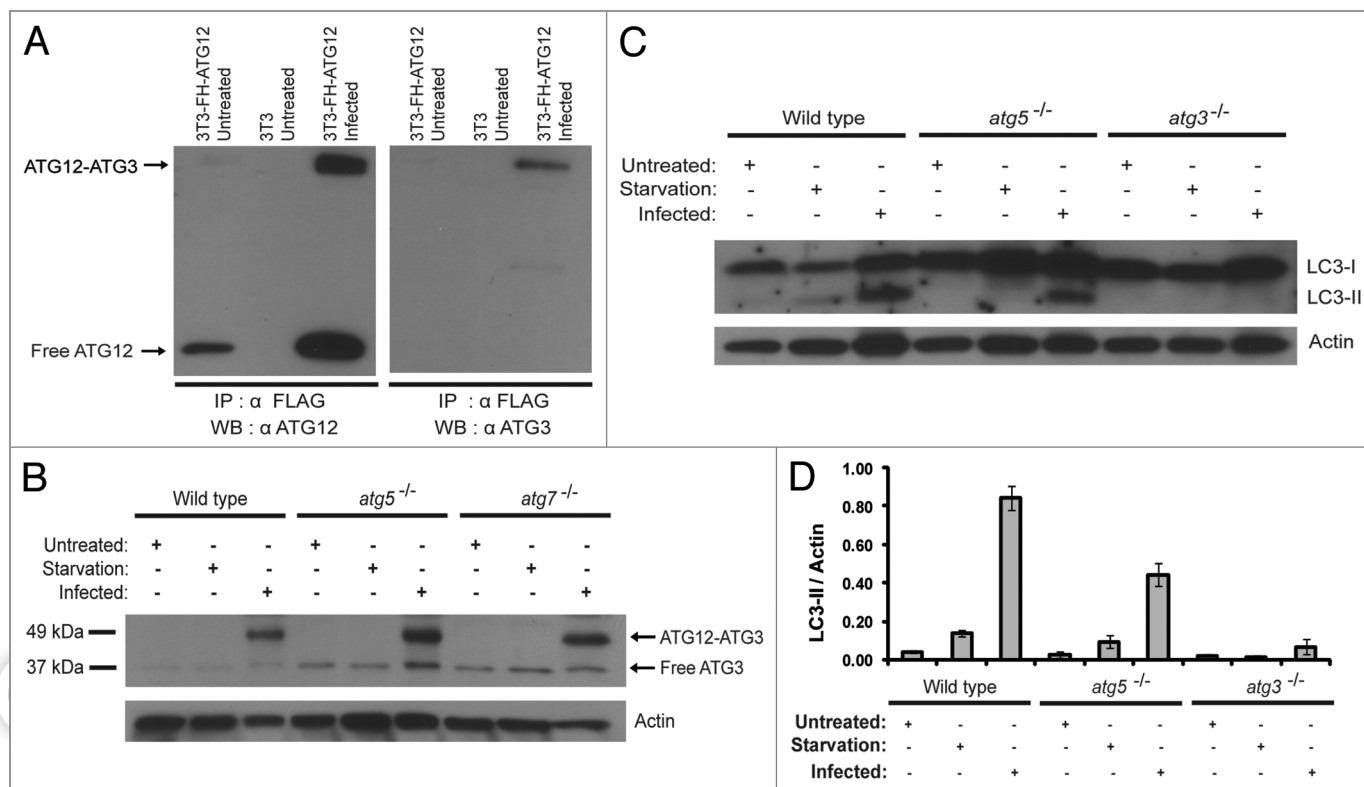 A
3T3-FH-ATG12
Untreated
3T3
Untreated
3T3-FH-ATG12
Infected
3T3-FH-ATG12
Untreated
3T3
Untreated
3T3-FH-ATG12
Infected
ATG12-ATG3
Free ATG12
IP : α FLAG
WB : α ATG12
IP : α FLAG
WB : α ATG3
C
Wild type atg5 -/- atg3 -/-
Untreated: + - - + - - + - -
Starvation: - + - - + - - + -
Infected: - - + - - + - - +
LC3-I
LC3-II
Actin
B
Wild type atg5 -/- atg7 -/-
Untreated: + - - + - - + - -
Starvation: - + - - + - - + -
Infected: - - + - - + - - +
49 kDa
37 kDa
ATG12-ATG3
Free ATG3
Actin
D
LC3-II / Actin
1.00
0.80
0.60
0.40
0.20
0.00
Wild type atg5 -/- atg3 -/-
Untreated: + - - + - - + - -
Starvation: - + - - + - - + -
Infected: - - + - - + - - +